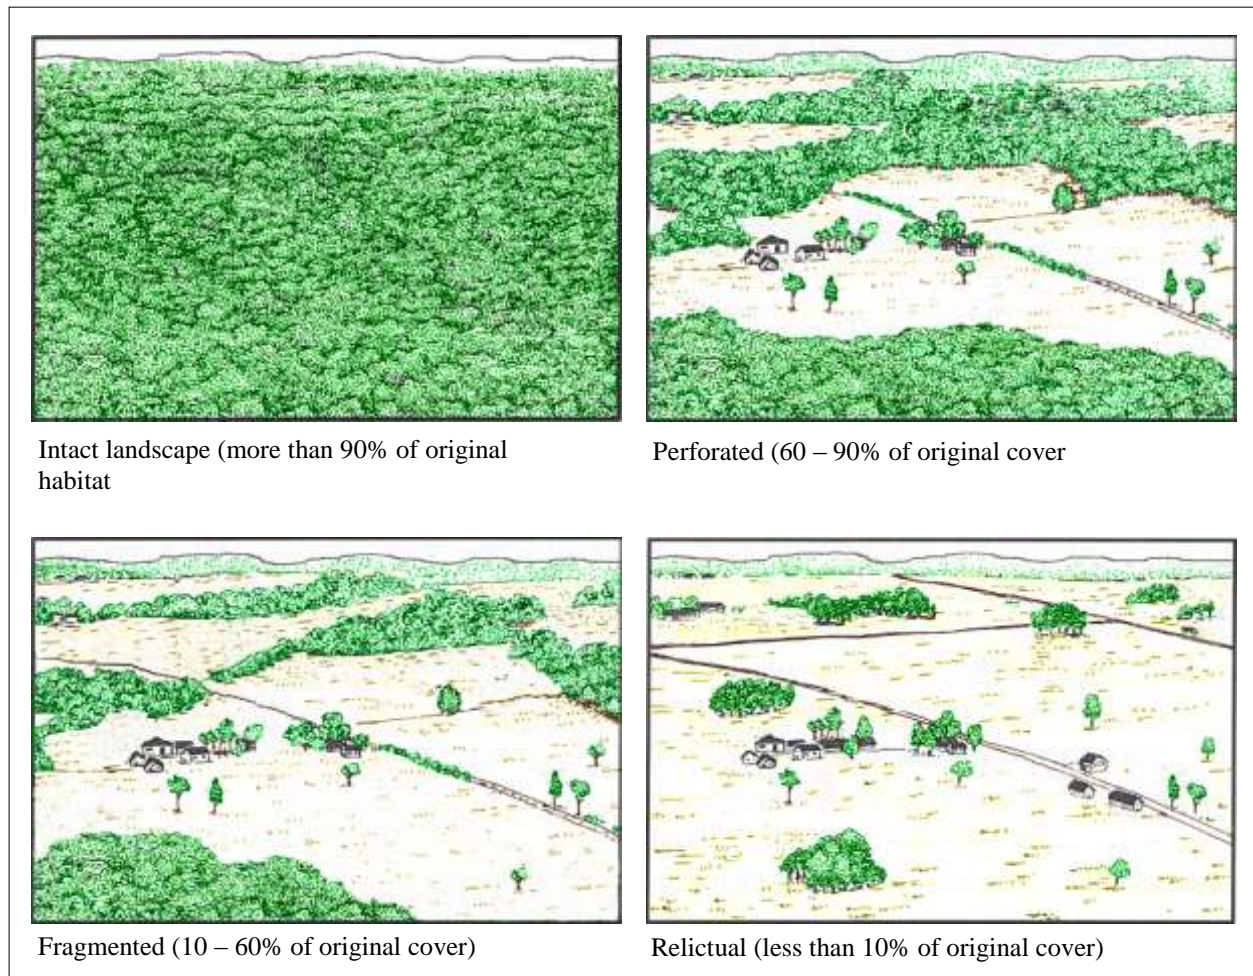 Intact landscape (more than 90% of original
habitat
Perforated (60 – 90% of original cover
Fragmented (10 – 60% of original cover)
Relictual (less than 10% of original cover)